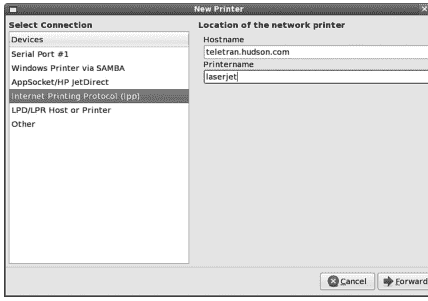 New Printer
Select Connection
Devices
Serial Port #1
Windows Printer via SAMBA
AppSocket/HP JetDirect
Internet Printing Protocol (ipp)
LPD/LPR Host or Printer
Other
Location of the network printer
Hostname
teletran.hudson.com
Printername
laserjet
Cancel
Forward